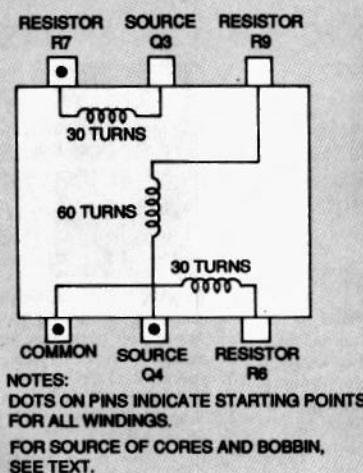 RESISTOR SOURCE RESISTOR
R7 Q3 R9
30 TURNS
60 TURNS
30 TURNS
COMMON SOURCE RESISTOR
Q4 R6
NOTES:
DOTS ON PINS INDICATE STARTING POINTS
FOR ALL WINDINGS.
FOR SOURCE OF CORES AND BOBBIN,
SEE TEXT.